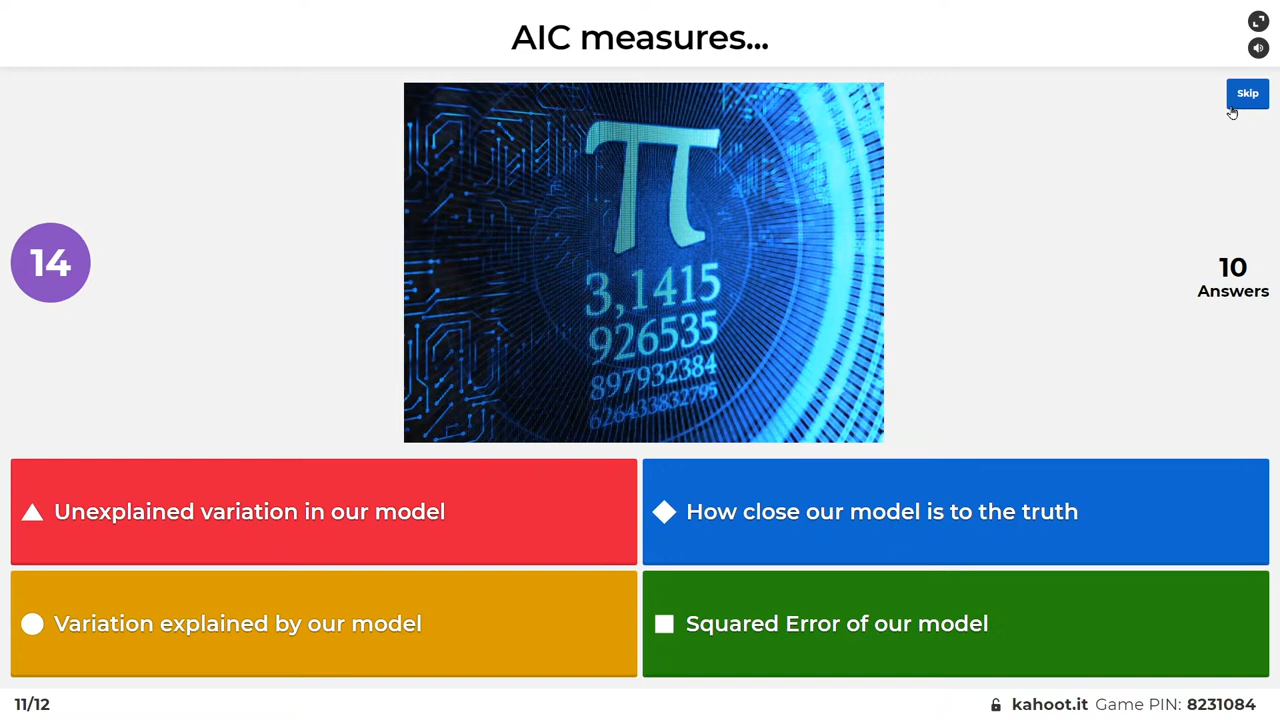 AIC measures...
Skip
14
3,1415
926535
897932384
626433832795
10
Answers
Unexplained variation in our model
How close our model is to the truth
Variation explained by our model
Squared Error of our model
11/12
kahoot.it Game PIN: 8231084